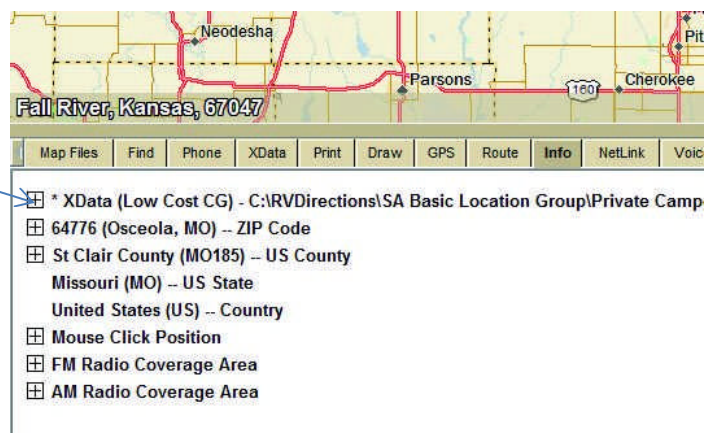 Neodesha
Pit
Parsons
160
Cherokee
Fall River, Kansas, 67047
Map Files Find Phone XData Print Draw GPS Route Info NetLink Voic
* XData (Low Cost CG) - C:\RVDirections\SA Basic Location Group\Private Camp
64776 (Osceola, MO) -- ZIP Code
St Clair County (MO185) -- US County
Missouri (MO) -- US State
United States (US) -- Country
Mouse Click Position
FM Radio Coverage Area
AM Radio Coverage Area